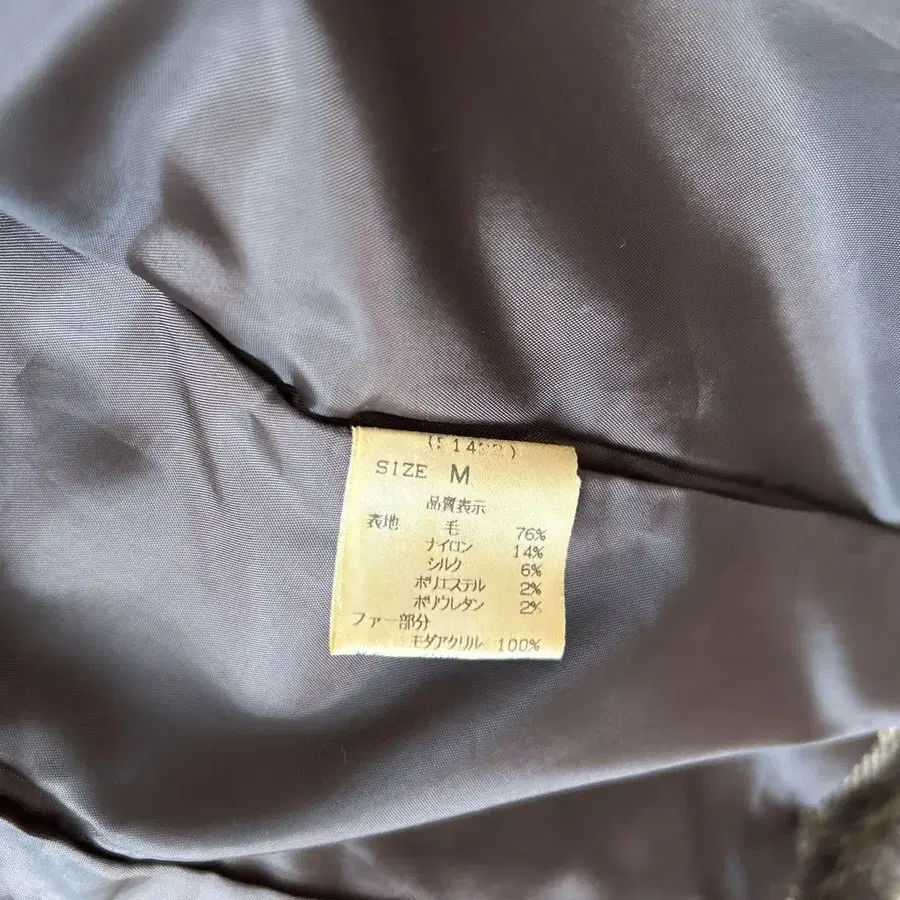 SIZE M
品質表示
表地 毛 76%
ナイロン 14%
シルク 6%
ポリエステル 2%
ポリウレタン 2%
ファー部分
モダアクリル 100%